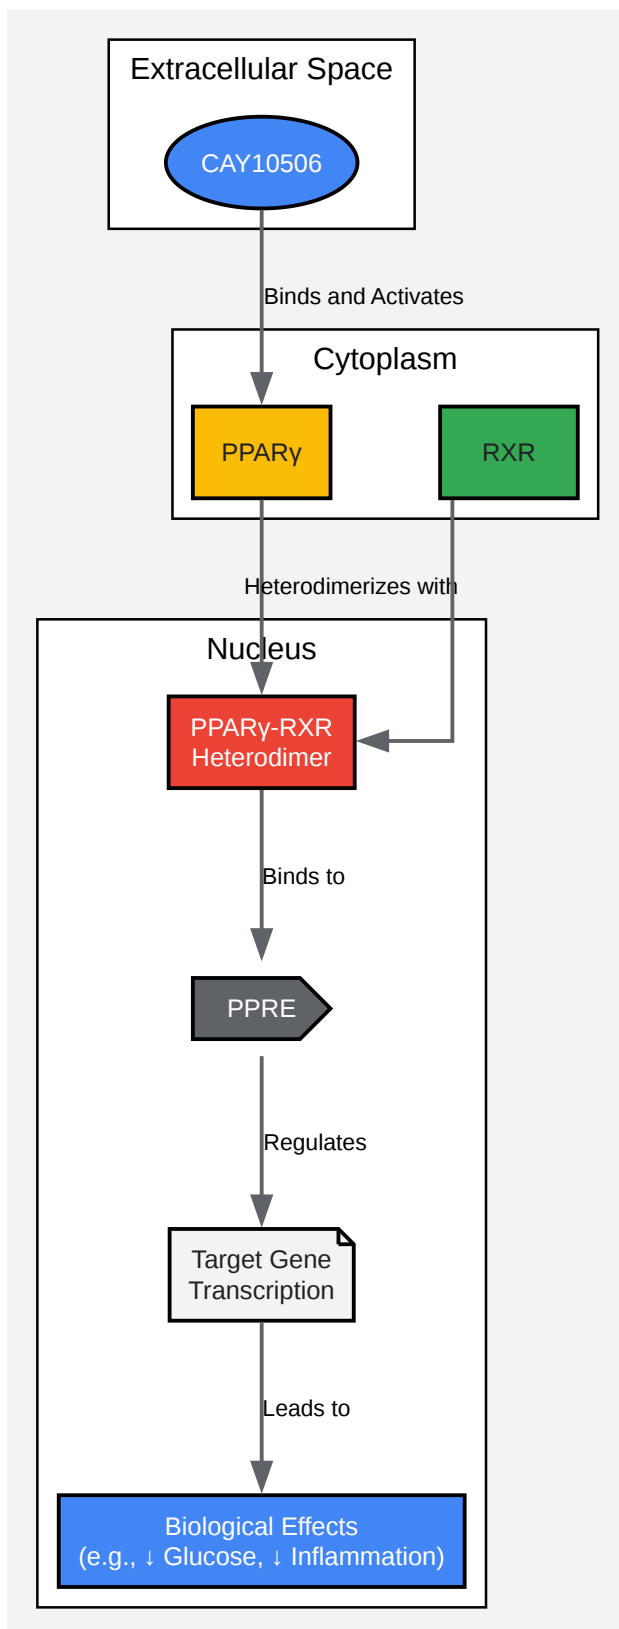 Extracellular Space
CAY10506
Binds and Activates
Cytoplasm
PPARγ
RXR
Heterodimerizes with
Nucleus
PPARγ-RXR
Heterodimer
Binds to
PPRE
Regulates
Target Gene
Transcription
Leads to
Biological Effects
(e.g., ↓ Glucose, ↓ Inflammation)